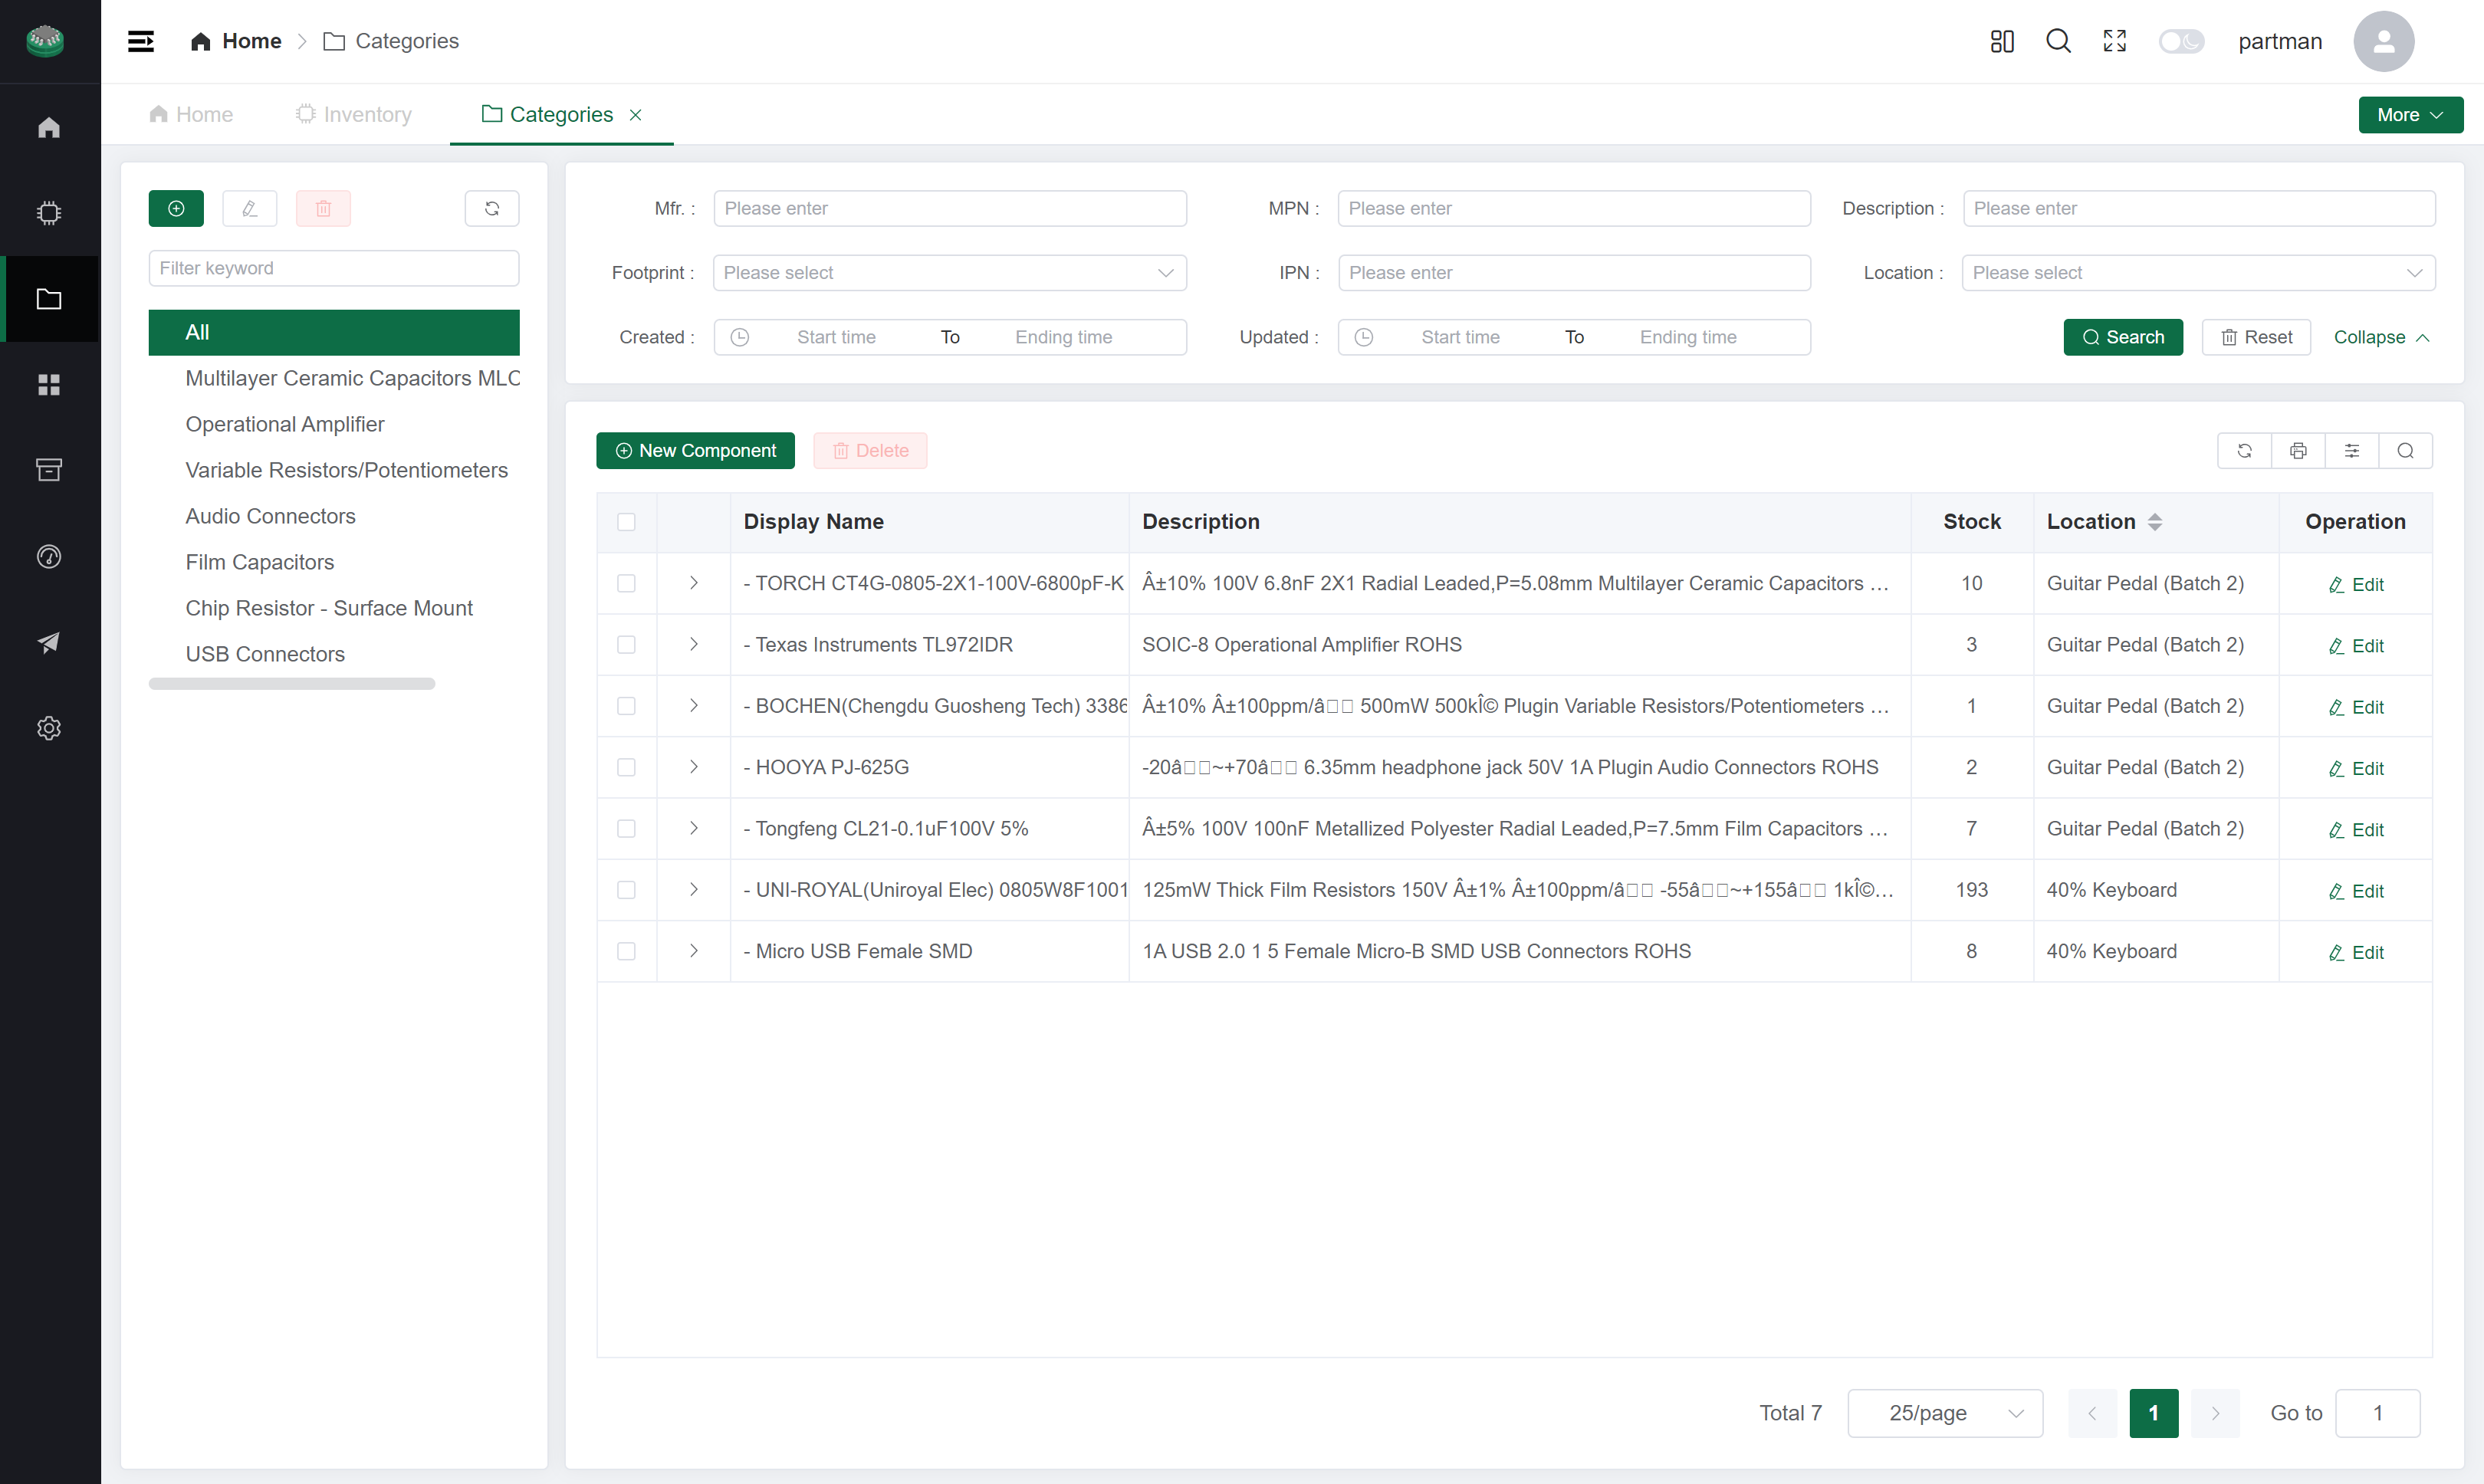 Home > Categories
partman
Home
Inventory
Categories
More
Mfr. : Please enter
MPN : Please enter
Description : Please enter
Filter keyword
Footprint : Please select
IPN : Please enter
Location : Please select
Created : Start time To Ending time
Updated : Start time To Ending time
Search
Reset
Collapse
All
Multilayer Ceramic Capacitors MLC
Operational Amplifier
Variable Resistors/Potentiometers
Audio Connectors
Film Capacitors
Chip Resistor - Surface Mount
USB Connectors
New Component
Delete
Display Name Description Stock Location Operation
- TORCH CT4G-0805-2X1-100V-6800pF-K Â±10% 100V 6.8nF 2X1 Radial Leaded,P=5.08mm Multilayer Ceramic Capacitors … 10 Guitar Pedal (Batch 2) Edit
- Texas Instruments TL972IDR SOIC-8 Operational Amplifier ROHS 3 Guitar Pedal (Batch 2) Edit
- BOCHEN(Chengdu Guosheng Tech) 3386 Â±10% Â±100ppm/â□□ 500mW 500kÎ© Plugin Variable Resistors/Potentiometers … 1 Guitar Pedal (Batch 2) Edit
- HOOYA PJ-625G -20â□□~+70â□□ 6.35mm headphone jack 50V 1A Plugin Audio Connectors ROHS 2 Guitar Pedal (Batch 2) Edit
- Tongfeng CL21-0.1uF100V 5% Â±5% 100V 100nF Metallized Polyester Radial Leaded,P=7.5mm Film Capacitors … 7 Guitar Pedal (Batch 2) Edit
- UNI-ROYAL(Uniroyal Elec) 0805W8F1001 125mW Thick Film Resistors 150V Â±1% Â±100ppm/â□□ -55â□□~+155â□□ 1kÎ©… 193 40% Keyboard Edit
- Micro USB Female SMD 1A USB 2.0 1 5 Female Micro-B SMD USB Connectors ROHS 8 40% Keyboard Edit
Total 7 25/page 1 Go to 1